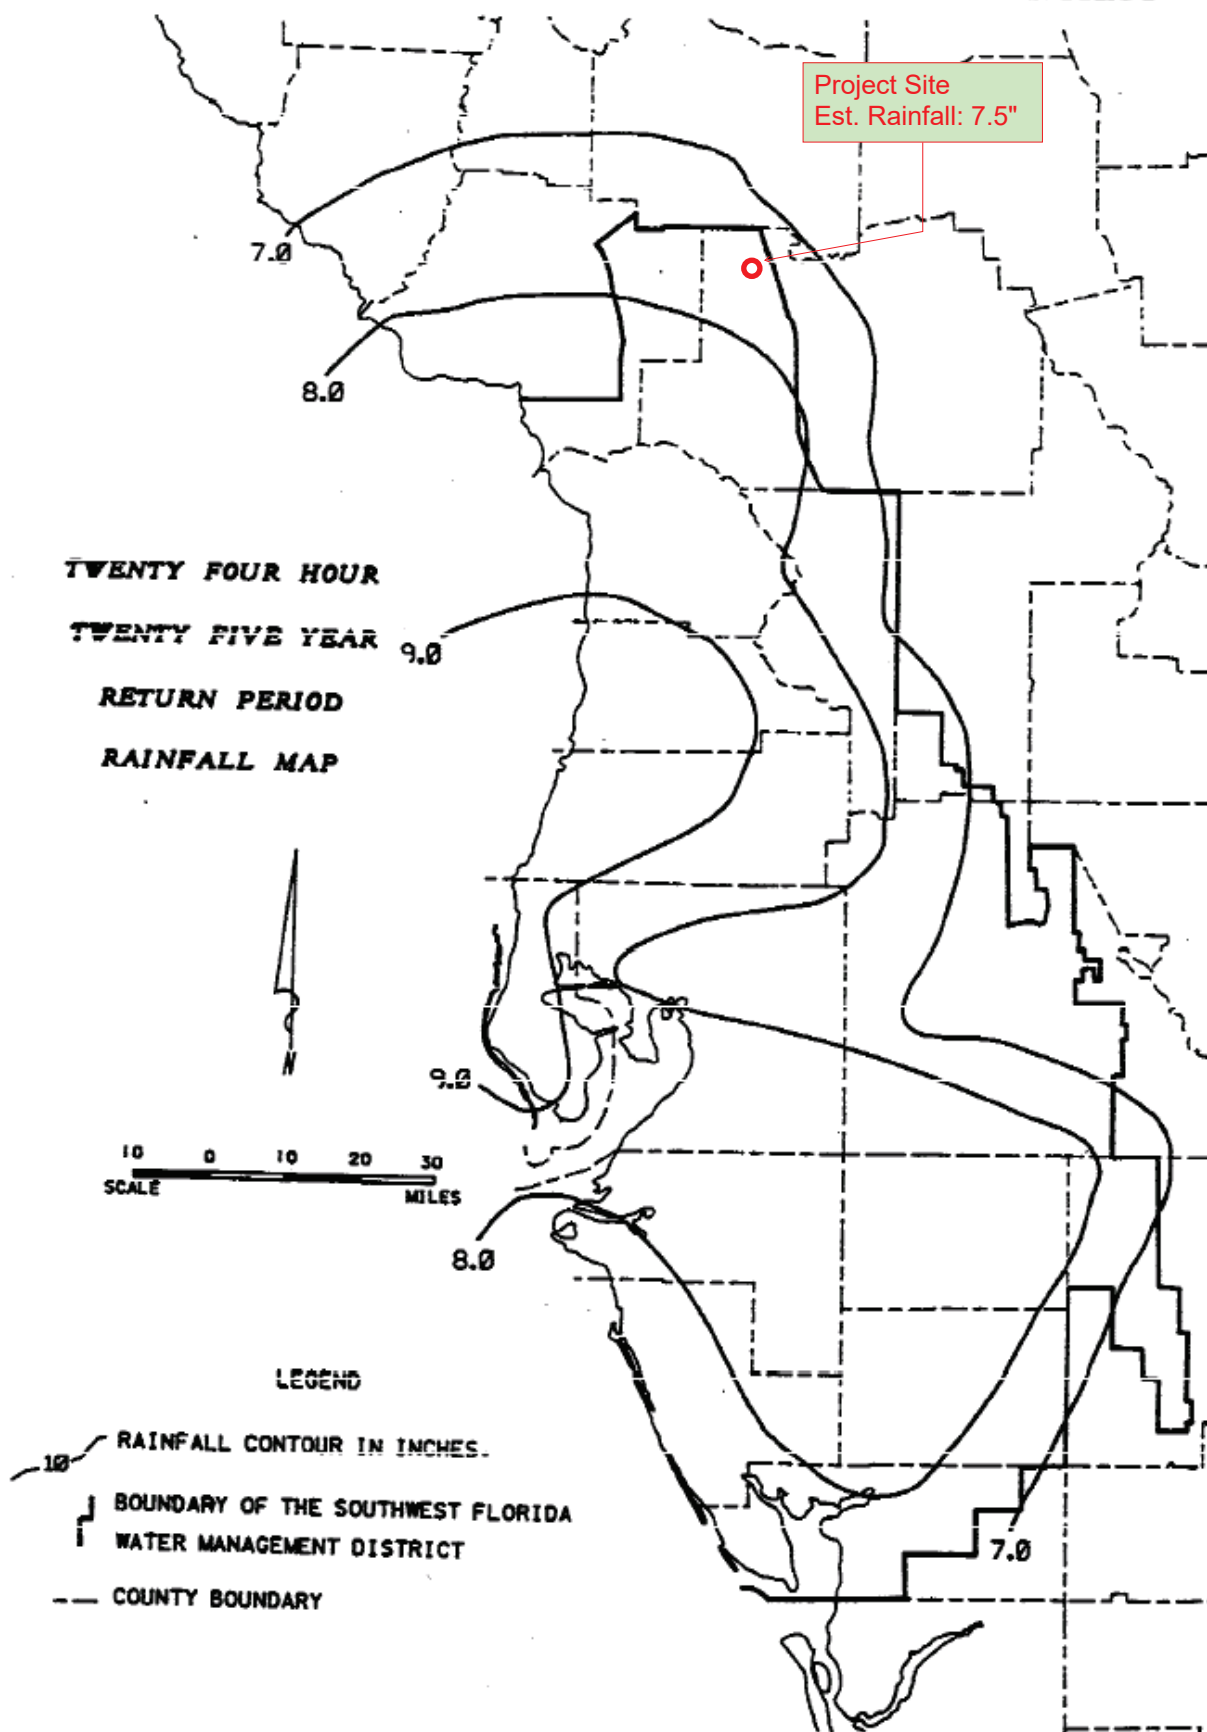 Project Site
Est. Rainfall: 7.5"
7.0
8.0
TWENTY FOUR HOUR
TWENTY FIVE YEAR
9.0
RETURN PERIOD
RAINFALL MAP
N
9.0
10 0 10 20 30
SCALE MILES
8.0
LEGEND
10 RAINFALL CONTOUR IN INCHES.
BOUNDARY OF THE SOUTHWEST FLORIDA
WATER MANAGEMENT DISTRICT
7.0
COUNTY BOUNDARY